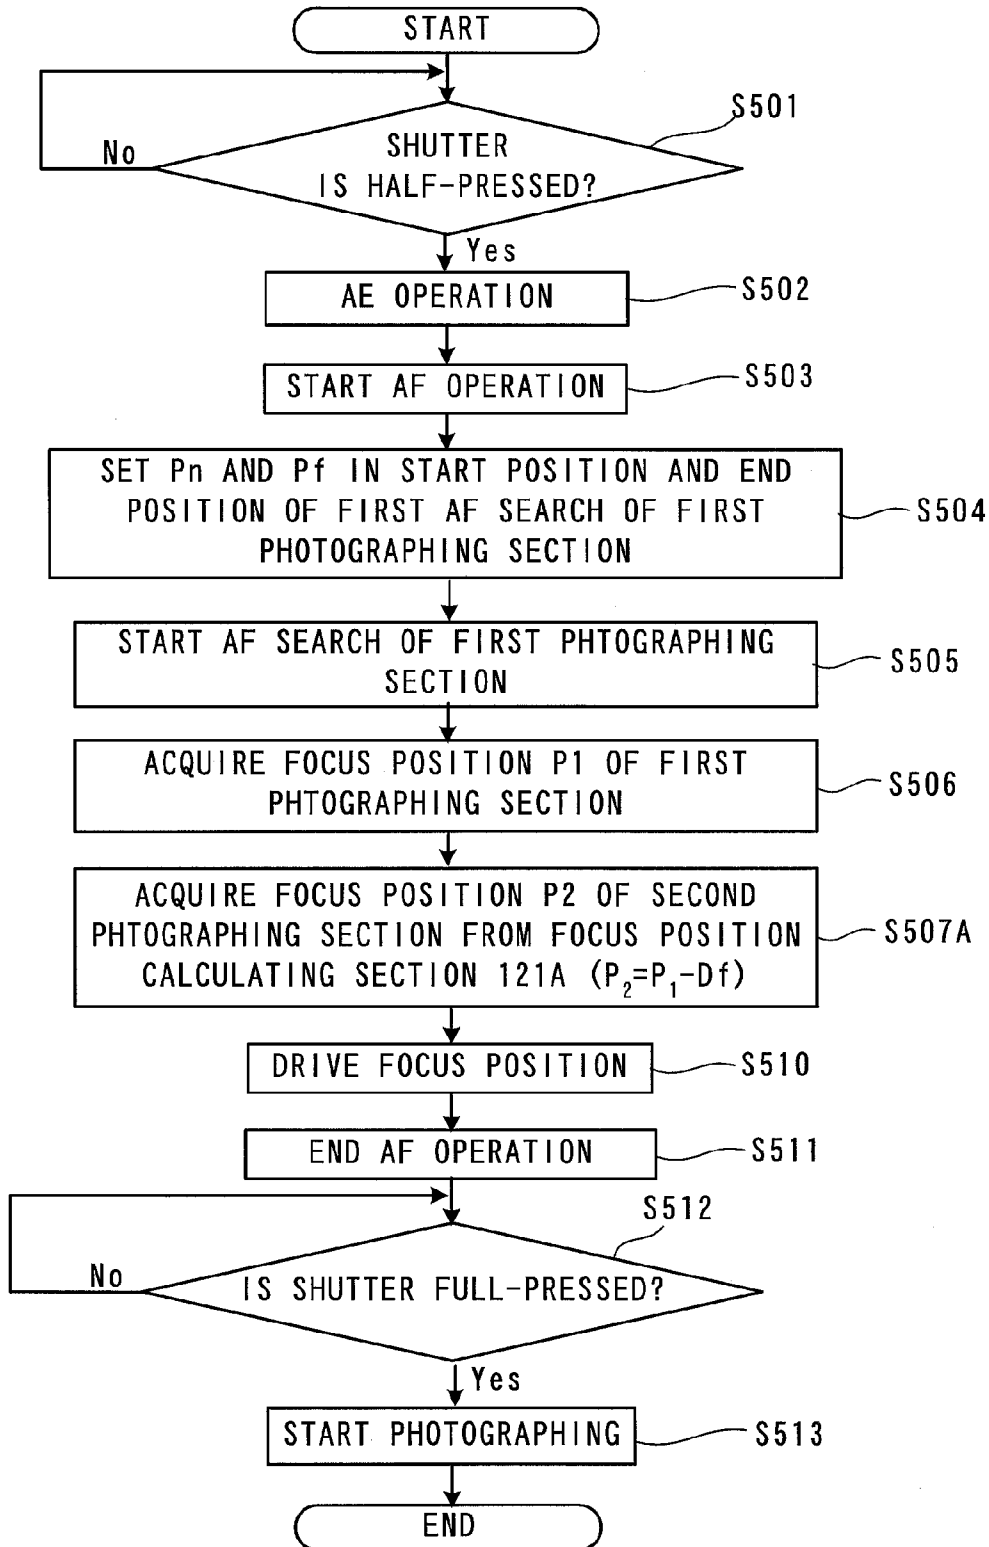 START
S501
No
SHUTTER
IS HALF-PRESSED?
Yes
AE OPERATION
S502
START AF OPERATION
S503
SET Pn AND Pf IN START POSITION AND END
POSITION OF FIRST AF SEARCH OF FIRST
PHOTOGRAPHING SECTION
S504
START AF SEARCH OF FIRST PHTOGRAPHING
SECTION
S505
ACQUIRE FOCUS POSITION P1 OF FIRST
PHTOGRAPHING SECTION
S506
ACQUIRE FOCUS POSITION P2 OF SECOND
PHTOGRAPHING SECTION FROM FOCUS POSITION
CALCULATING SECTION 121A (P₂=P₁-Df)
S507A
DRIVE FOCUS POSITION
S510
END AF OPERATION
S511
S512
No
IS SHUTTER FULL-PRESSED?
Yes
START PHOTOGRAPHING
S513
END